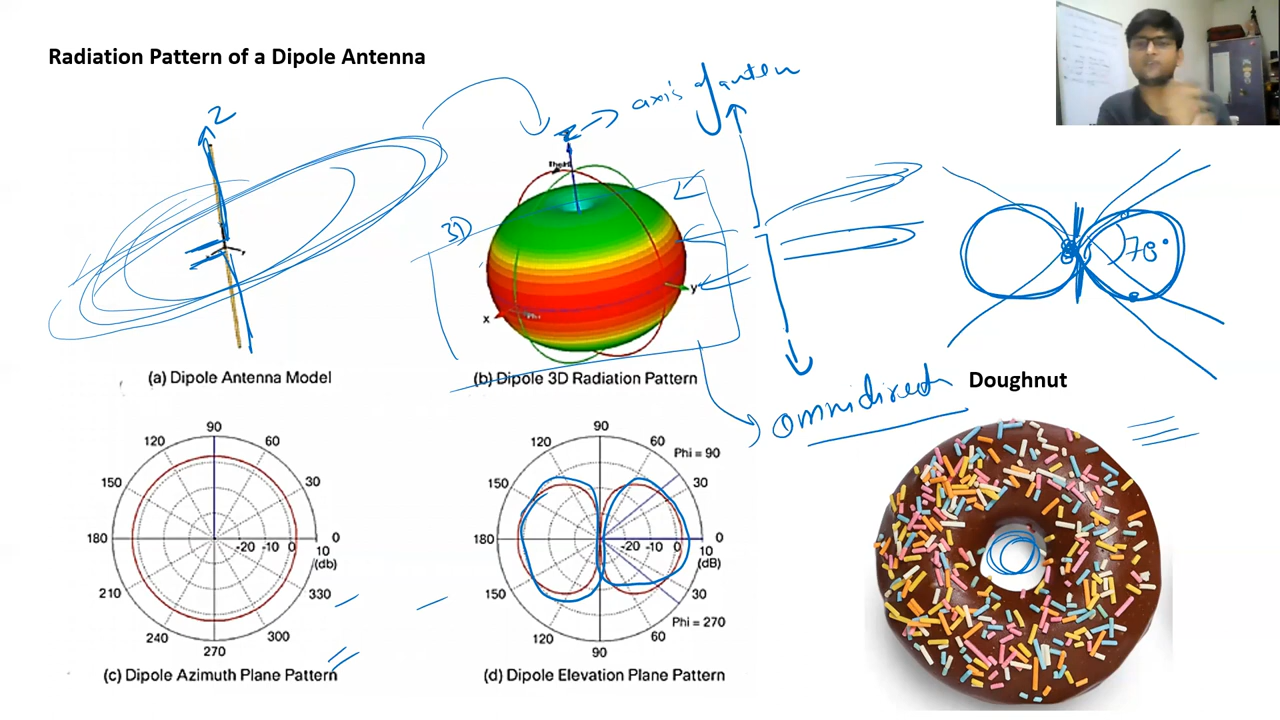 Radiation Pattern of a Dipole Antenna
Z
Z → axis of anten
Theta
3D
Phi
x
y
78°
(a) Dipole Antenna Model
(b) Dipole 3D Radiation Pattern
omnidirect
Doughnut
90
120
60
150
30
180
-20 -10 0 10
0
(db)
210
330
240
300
270
(c) Dipole Azimuth Plane Pattern
90
120
60
Phi = 90
150
30
180
-20 -10 0 10
0
(dB)
150
30
120
60
Phi = 270
90
(d) Dipole Elevation Plane Pattern